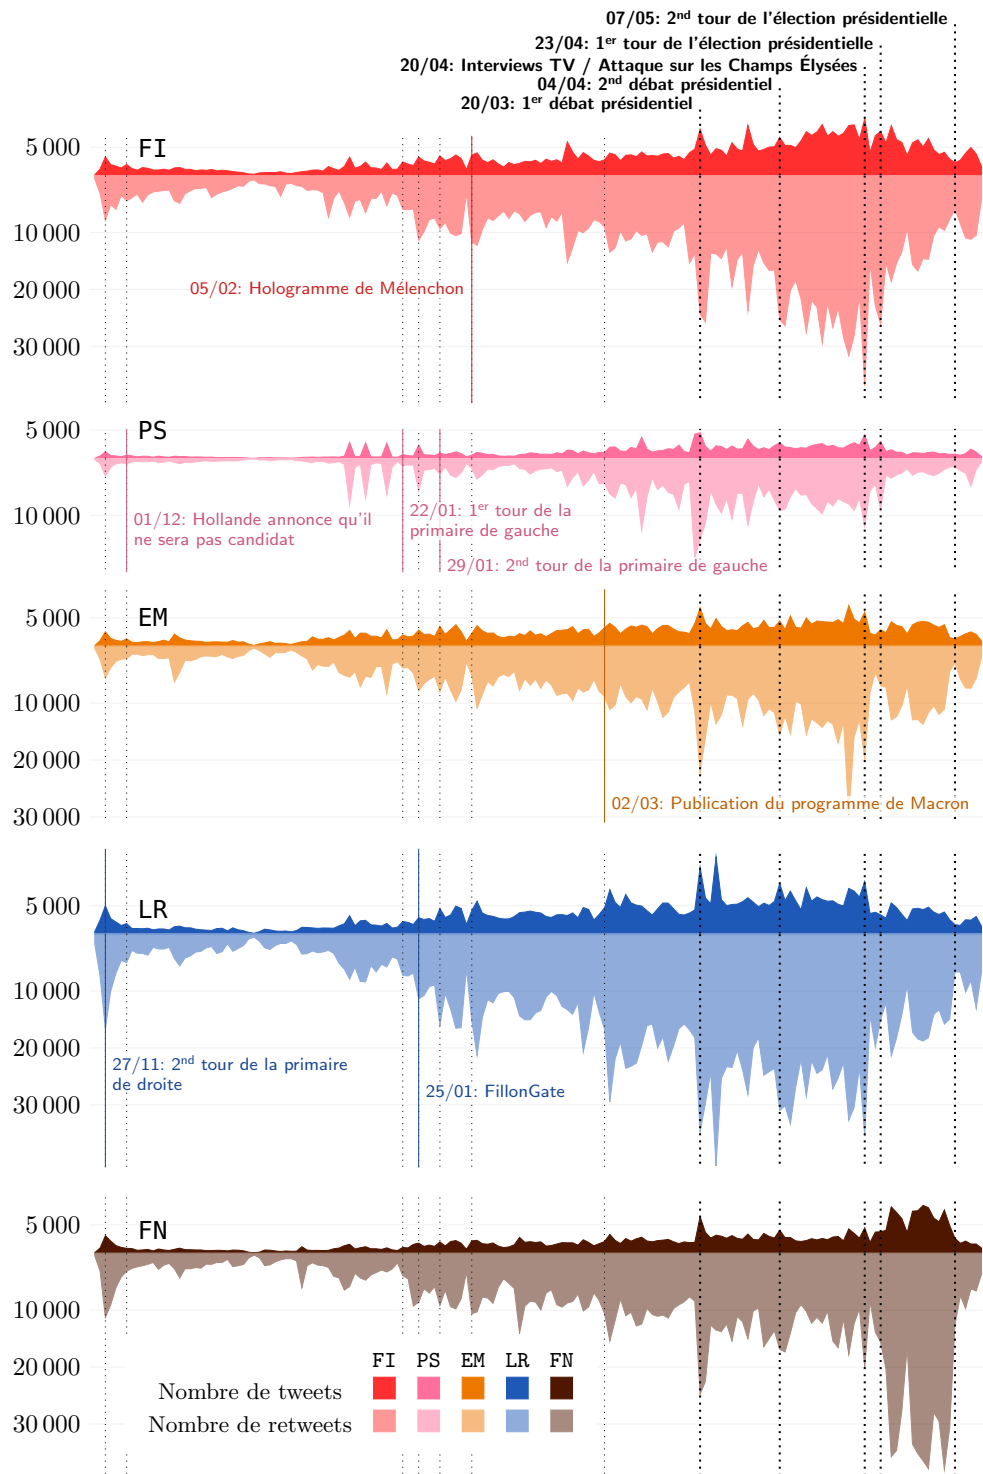 07/05: 2nd tour de l'élection présidentielle
23/04: 1er tour de l'élection présidentielle
20/04: Interviews TV / Attaque sur les Champs Élysées
04/04: 2nd débat présidentiel
20/03: 1er débat présidentiel
5 000
FI
10 000
20 000
05/02: Hologramme de Mélenchon
30 000
5 000
PS
10 000
01/12: Hollande annonce qu'il
ne sera pas candidat
22/01: 1er tour de la
primaire de gauche
29/01: 2nd tour de la primaire de gauche
5 000
EM
10 000
20 000
30 000
02/03: Publication du programme de Macron
5 000
LR
10 000
20 000
27/11: 2nd tour de la primaire
de droite
25/01: FillonGate
30 000
5 000
FN
10 000
20 000
30 000
FI PS EM LR FN
Nombre de tweets
Nombre de retweets